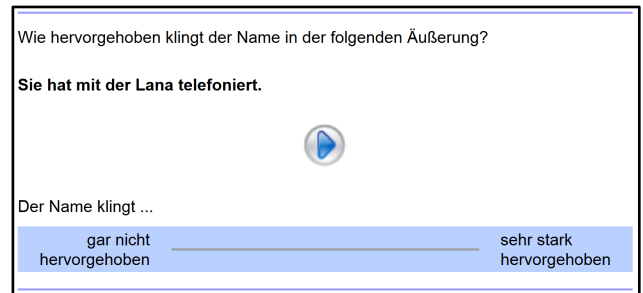 Wie hervorgehoben klingt der Name in der folgenden Äußerung?
Sie hat mit der Lana telefoniert.
Der Name klingt ...
gar nicht
hervorgehoben
sehr stark
hervorgehoben